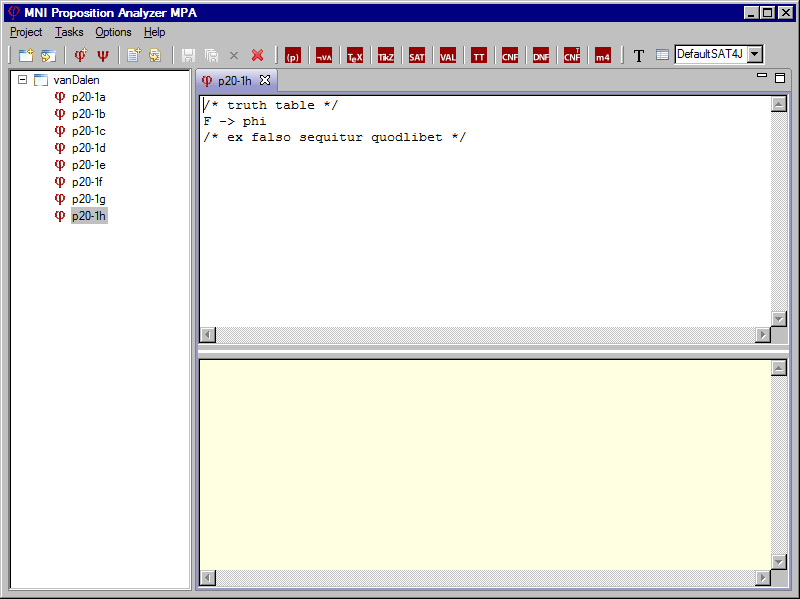 MNI Proposition Analyzer MPA
Project Tasks Options Help
φ ψ (p) ¬∨∧ TEX TikZ SAT VAL TT CNF DNF CNFT m4 T DefaultSAT4J
vanDalen
φ p20-1a
φ p20-1b
φ p20-1c
φ p20-1d
φ p20-1e
φ p20-1f
φ p20-1g
φ p20-1h
φ p20-1h
/* truth table */
F -> phi
/* ex falso sequitur quodlibet */